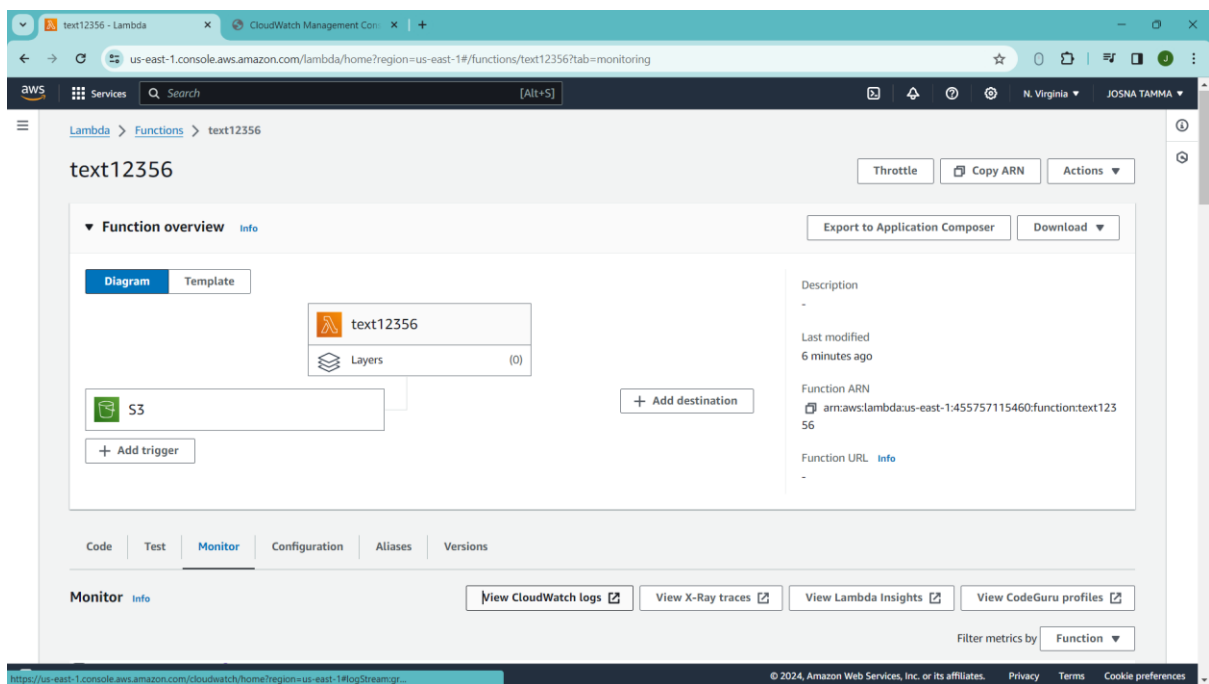 text12356 - Lambda
CloudWatch Management Con
us-east-1.console.aws.amazon.com/lambda/home?region=us-east-1#/functions/text12356?tab=monitoring
J
aws Services Search [Alt+S] N. Virginia JOSNA TAMMA
Lambda > Functions > text12356
text12356
Throttle Copy ARN Actions
Function overview Info
Export to Application Composer Download
Diagram Template
text12356
Layers (0)
S3
+ Add trigger
+ Add destination
Description
-
Last modified
6 minutes ago
Function ARN
arn:aws:lambda:us-east-1:455757115460:function:text123
56
Function URL Info
-
Code Test Monitor Configuration Aliases Versions
Monitor Info View CloudWatch logs View X-Ray traces View Lambda Insights View CodeGuru profiles
Filter metrics by Function
https://us-east-1.console.aws.amazon.com/cloudwatch/home?region=us-east-1#logStream:gr...
© 2024, Amazon Web Services, Inc. or its affiliates. Privacy Terms Cookie preferences